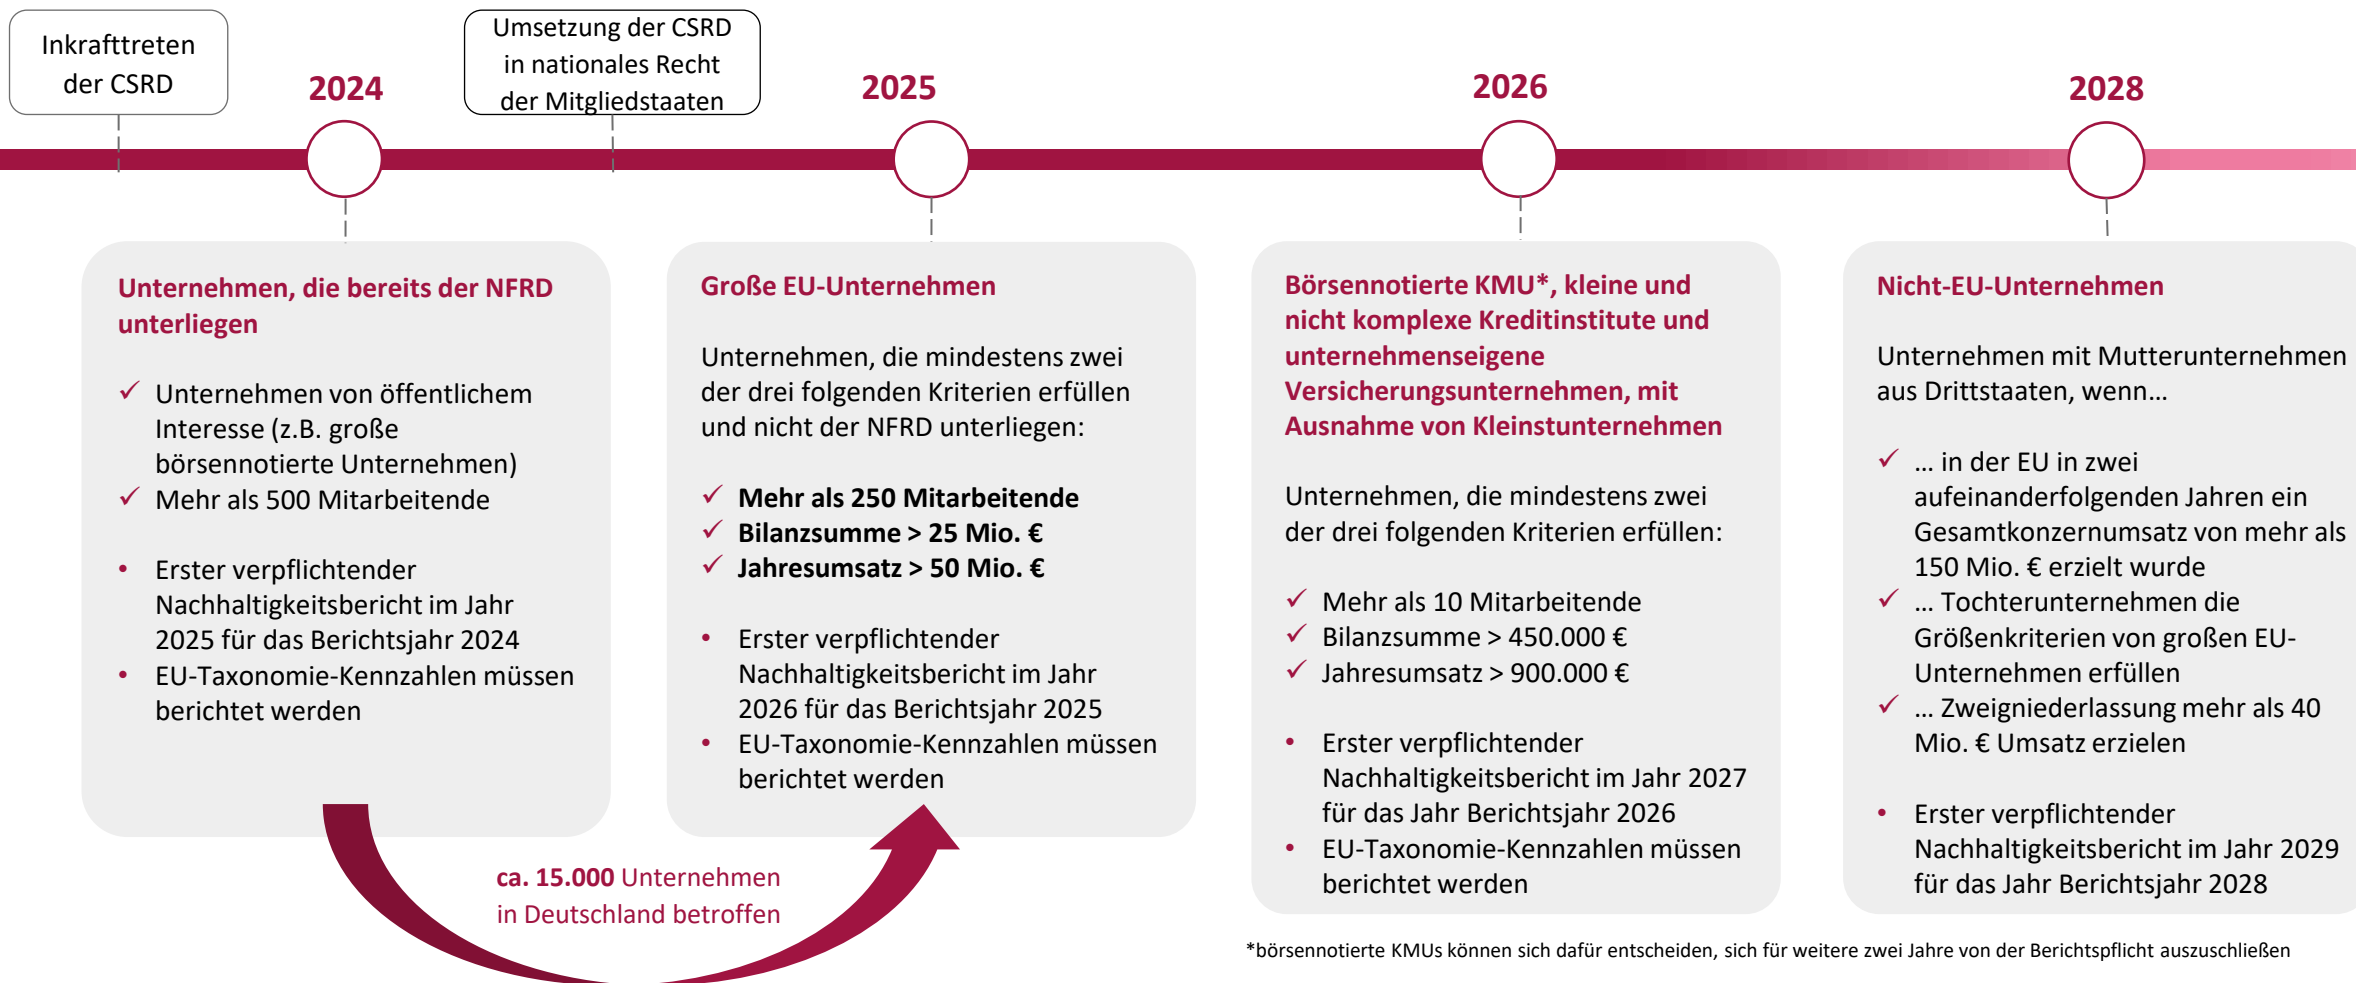 Inkrafttreten
der CSRD
2024
Umsetzung der CSRD
in nationales Recht
der Mitgliedstaaten
2025
2026
2028
Unternehmen, die bereits der NFRD
unterliegen
✓ Unternehmen von öffentlichem
Interesse (z.B. große
börsennotierte Unternehmen)
✓ Mehr als 500 Mitarbeitende
• Erster verpflichtender
Nachhaltigkeitsbericht im Jahr
2025 für das Berichtsjahr 2024
• EU-Taxonomie-Kennzahlen müssen
berichtet werden
Große EU-Unternehmen
Unternehmen, die mindestens zwei
der drei folgenden Kriterien erfüllen
und nicht der NFRD unterliegen:
✓ Mehr als 250 Mitarbeitende
✓ Bilanzsumme > 25 Mio. €
✓ Jahresumsatz > 50 Mio. €
• Erster verpflichtender
Nachhaltigkeitsbericht im Jahr
2026 für das Berichtsjahr 2025
• EU-Taxonomie-Kennzahlen müssen
berichtet werden
Börsennotierte KMU*, kleine und
nicht komplexe Kreditinstitute und
unternehmenseigene
Versicherungsunternehmen, mit
Ausnahme von Kleinstunternehmen
Unternehmen, die mindestens zwei
der drei folgenden Kriterien erfüllen:
✓ Mehr als 10 Mitarbeitende
✓ Bilanzsumme > 450.000 €
✓ Jahresumsatz > 900.000 €
• Erster verpflichtender
Nachhaltigkeitsbericht im Jahr 2027
für das Jahr Berichtsjahr 2026
• EU-Taxonomie-Kennzahlen müssen
berichtet werden
Nicht-EU-Unternehmen
Unternehmen mit Mutterunternehmen
aus Drittstaaten, wenn…
✓ … in der EU in zwei
aufeinanderfolgenden Jahren ein
Gesamtkonzernumsatz von mehr als
150 Mio. € erzielt wurde
✓ … Tochterunternehmen die
Größenkriterien von großen EU-
Unternehmen erfüllen
✓ … Zweigniederlassung mehr als 40
Mio. € Umsatz erzielen
• Erster verpflichtender
Nachhaltigkeitsbericht im Jahr 2029
für das Jahr Berichtsjahr 2028
ca. 15.000 Unternehmen
in Deutschland betroffen
*börsennotierte KMUs können sich dafür entscheiden, sich für weitere zwei Jahre von der Berichtspflicht auszuschließen